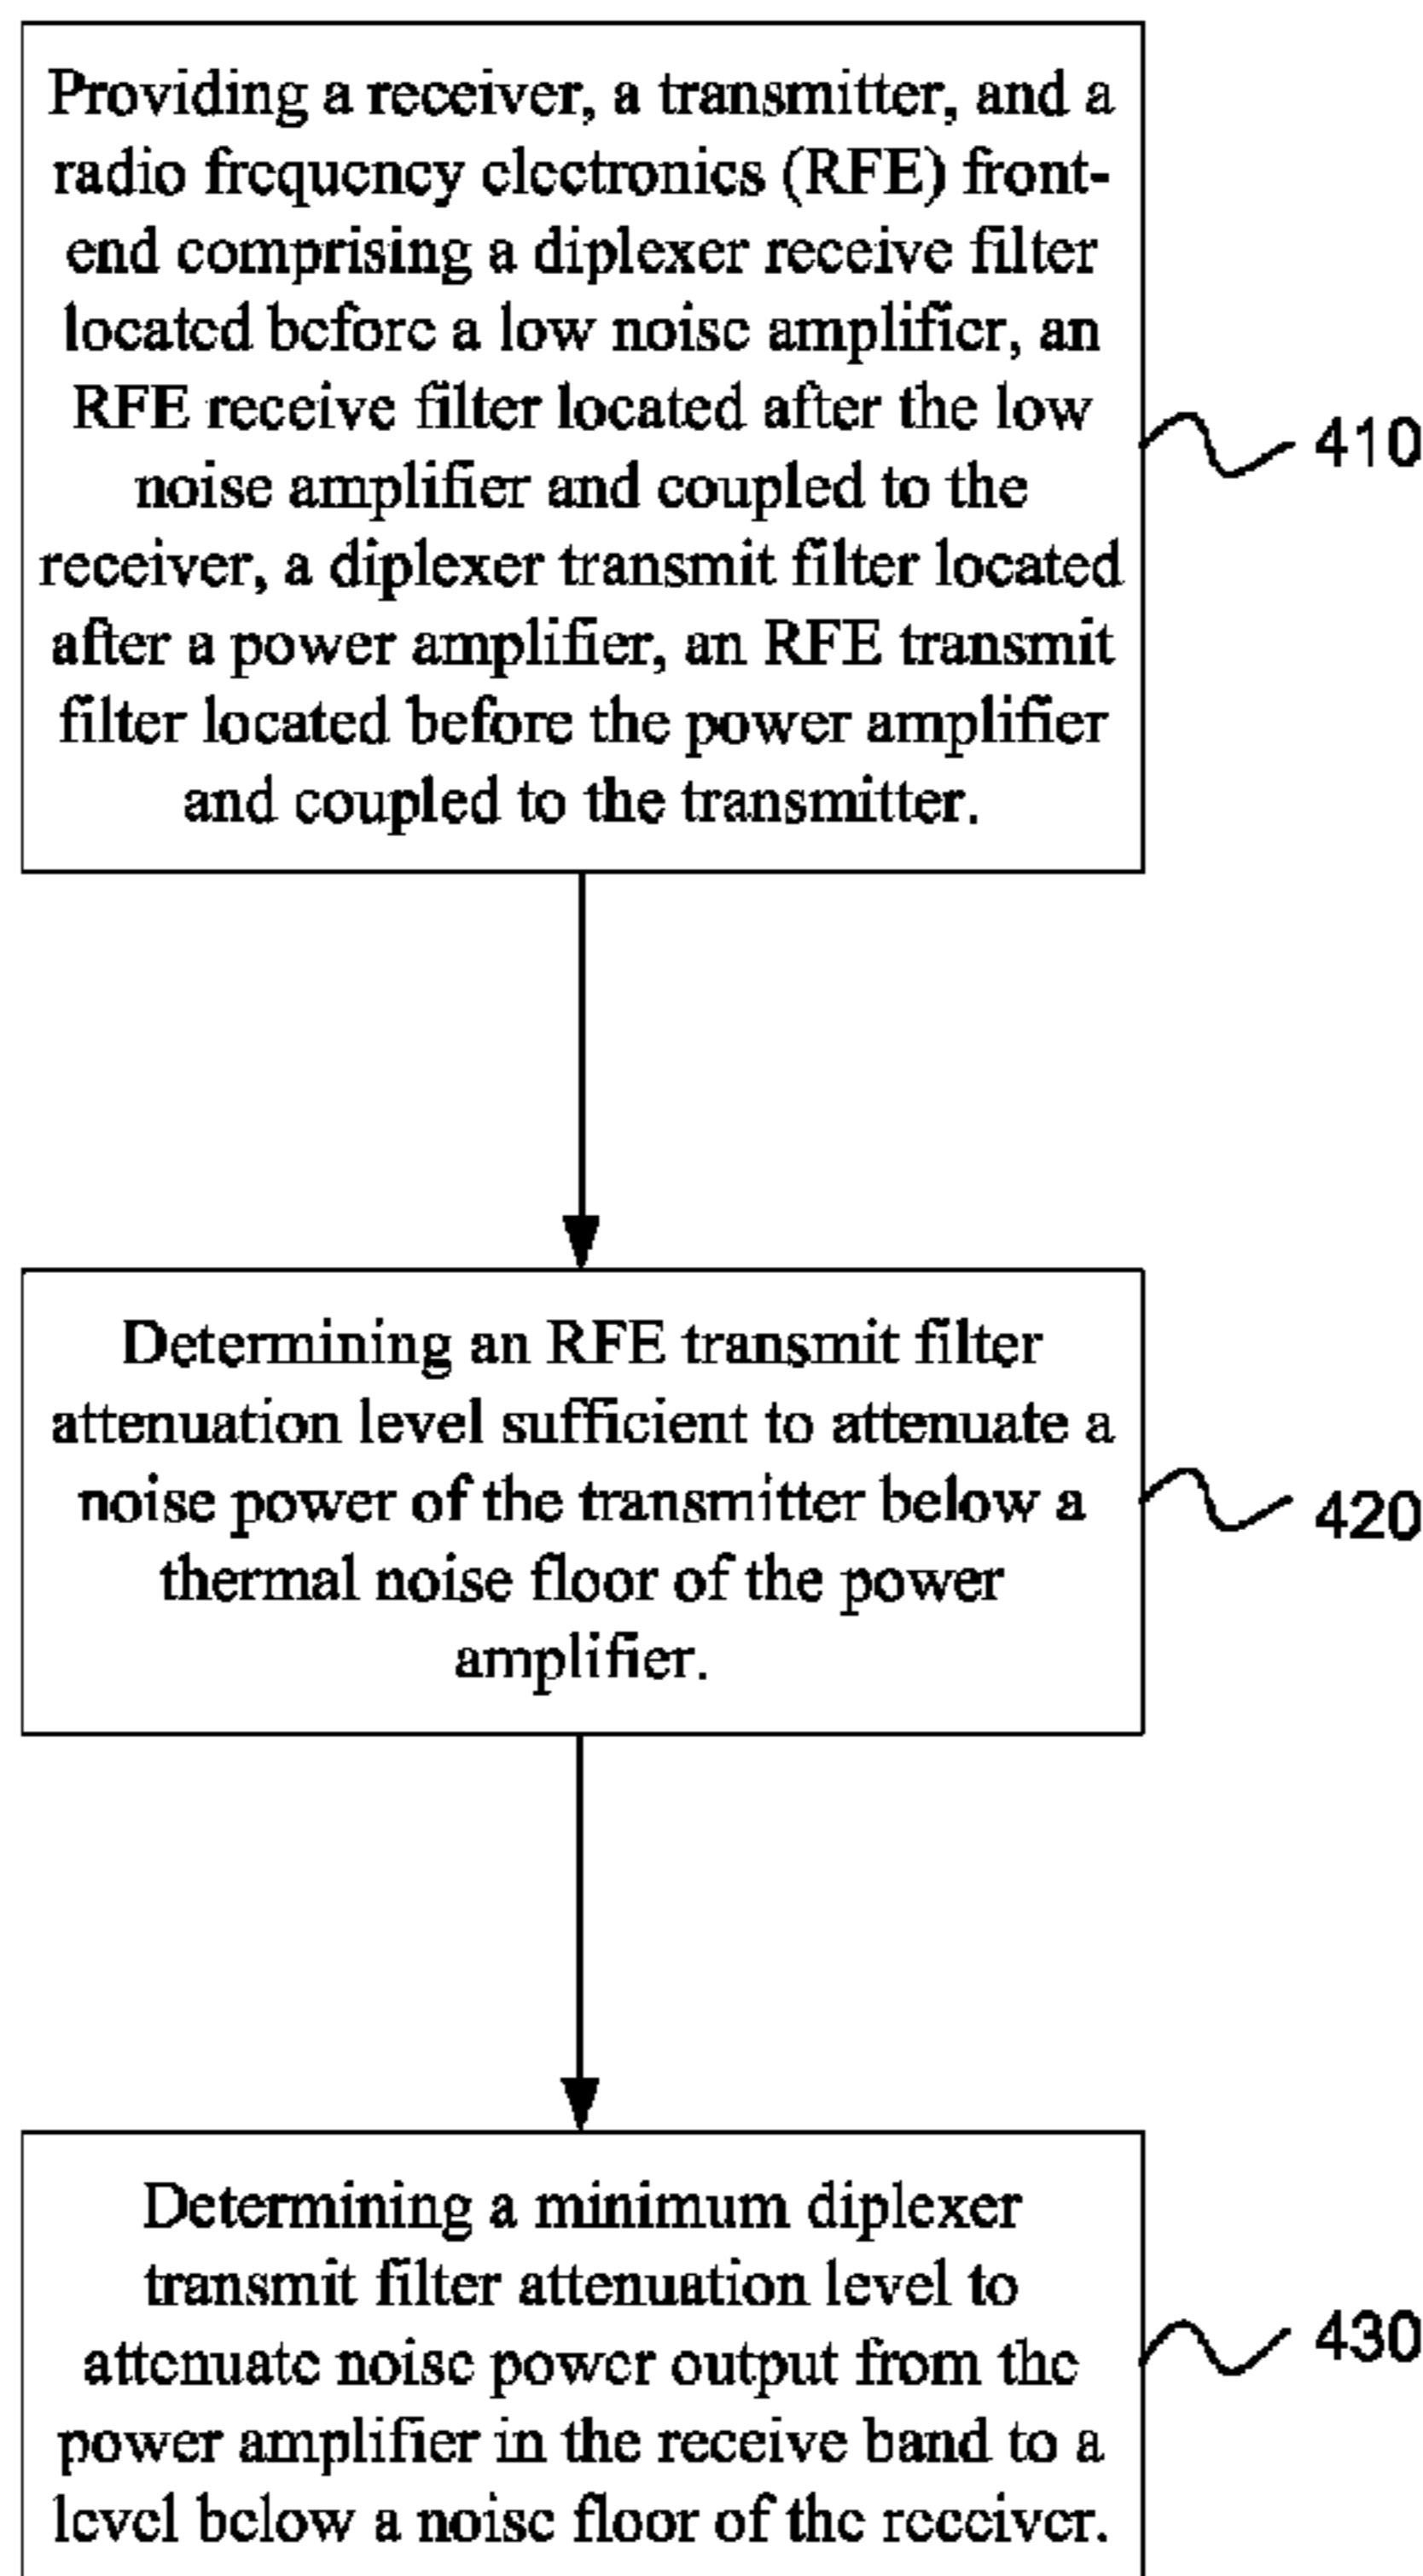 Providing a receiver, a transmitter, and a
radio frequency electronics (RFE) front-
end comprising a diplexer receive filter
located before a low noise amplifier, an
RFE receive filter located after the low
noise amplifier and coupled to the
receiver, a diplexer transmit filter located
after a power amplifier, an RFE transmit
filter located before the power amplifier
and coupled to the transmitter.
410
Determining an RFE transmit filter
attenuation level sufficient to attenuate a
noise power of the transmitter below a
thermal noise floor of the power
amplifier.
420
Determining a minimum diplexer
transmit filter attenuation level to
attenuate noise power output from the
power amplifier in the receive band to a
level below a noise floor of the receiver.
430